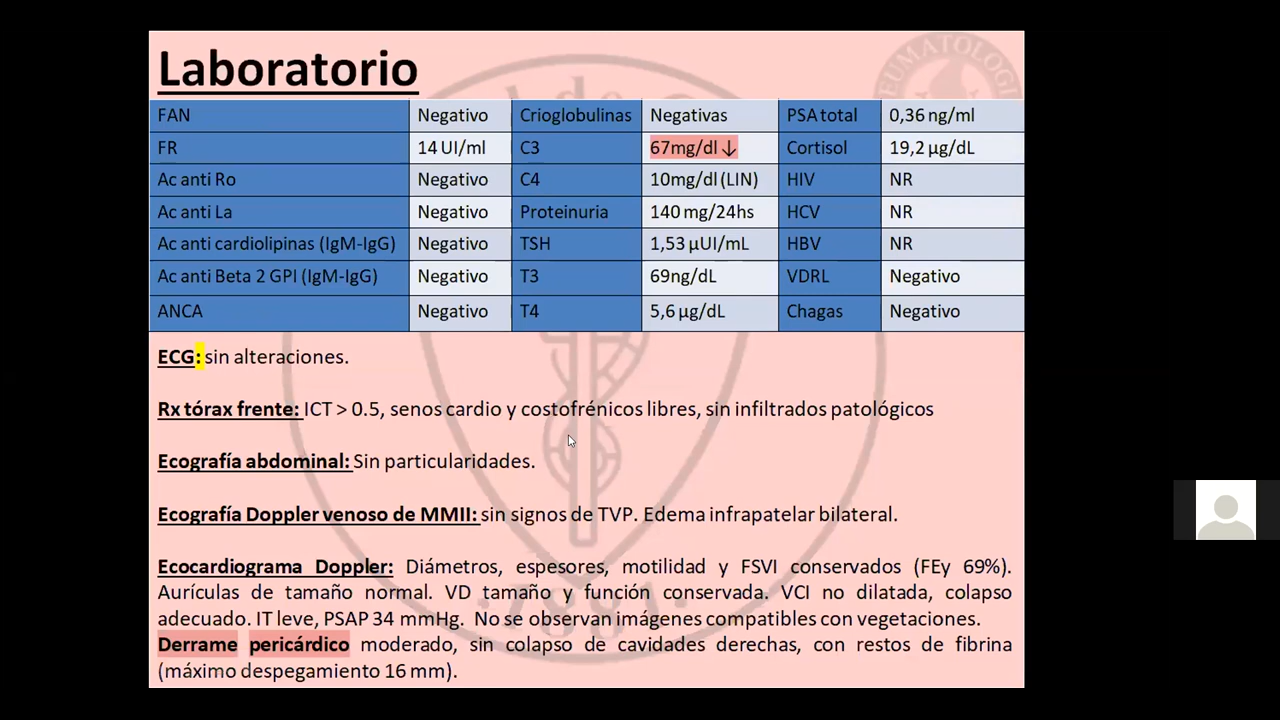 Laboratorio
FAN Negativo Crioglobulinas Negativas PSA total 0,36 ng/ml
FR 14 UI/ml C3 67mg/dl ↓ Cortisol 19,2 µg/dL
Ac anti Ro Negativo C4 10mg/dl (LIN) HIV NR
Ac anti La Negativo Proteinuria 140 mg/24hs HCV NR
Ac anti cardiolipinas (IgM-IgG) Negativo TSH 1,53 µUI/mL HBV NR
Ac anti Beta 2 GPI (IgM-IgG) Negativo T3 69ng/dL VDRL Negativo
ANCA Negativo T4 5,6 µg/dL Chagas Negativo
ECG: sin alteraciones.
Rx tórax frente: ICT > 0.5, senos cardio y costofrénicos libres, sin infiltrados patológicos
Ecografía abdominal: Sin particularidades.
Ecografía Doppler venoso de MMII: sin signos de TVP. Edema infrapatelar bilateral.
Ecocardiograma Doppler: Diámetros, espesores, motilidad y FSVI conservados (FEy 69%).
Aurículas de tamaño normal. VD tamaño y función conservada. VCI no dilatada, colapso
adecuado. IT leve, PSAP 34 mmHg. No se observan imágenes compatibles con vegetaciones.
Derrame pericárdico moderado, sin colapso de cavidades derechas, con restos de fibrina
(máximo despegamiento 16 mm).